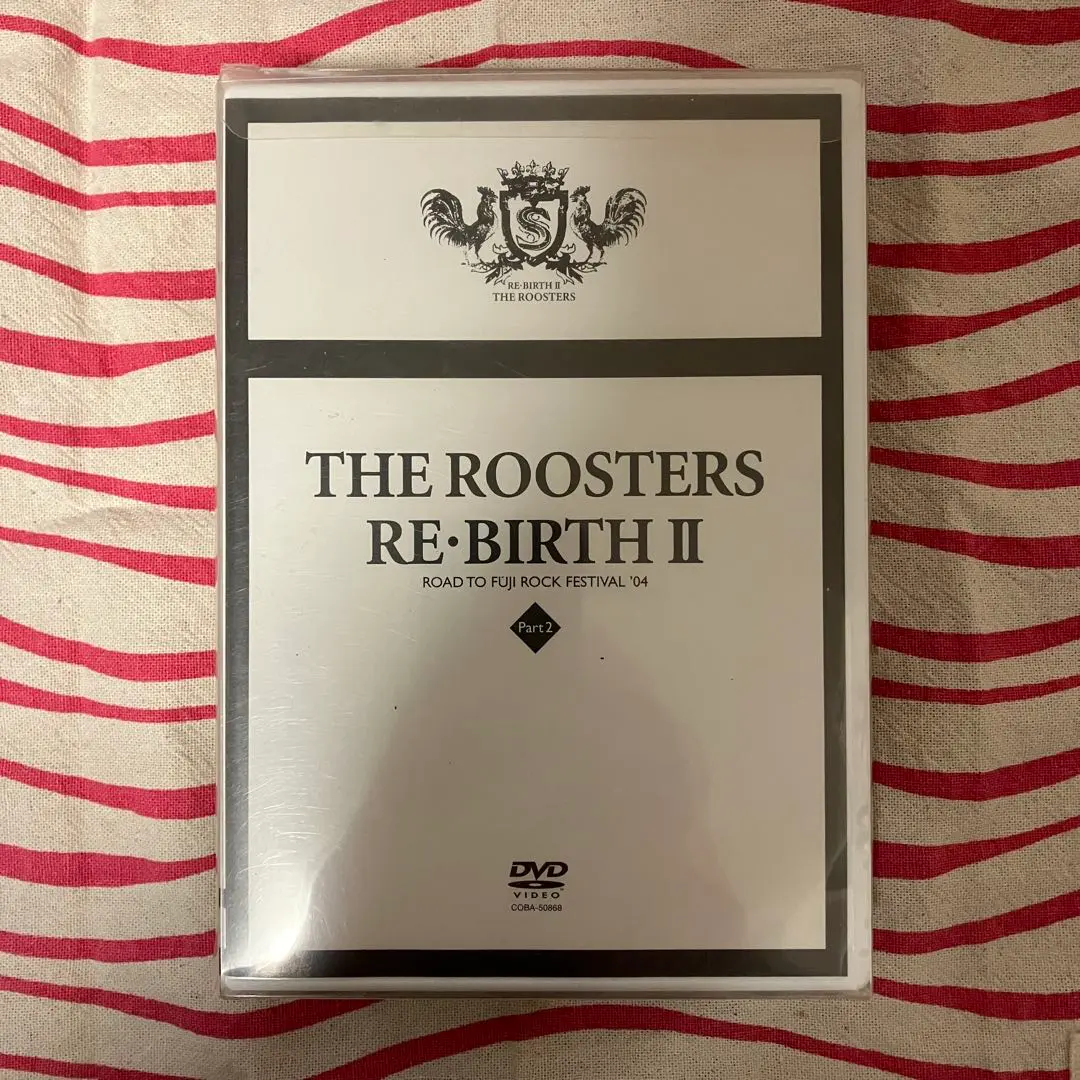 S
RE·BIRTH II
THE ROOSTERS
THE ROOSTERS
RE·BIRTH II
ROAD TO FUJI ROCK FESTIVAL '04
Part 2
DVD
VIDEO
COBA-50868